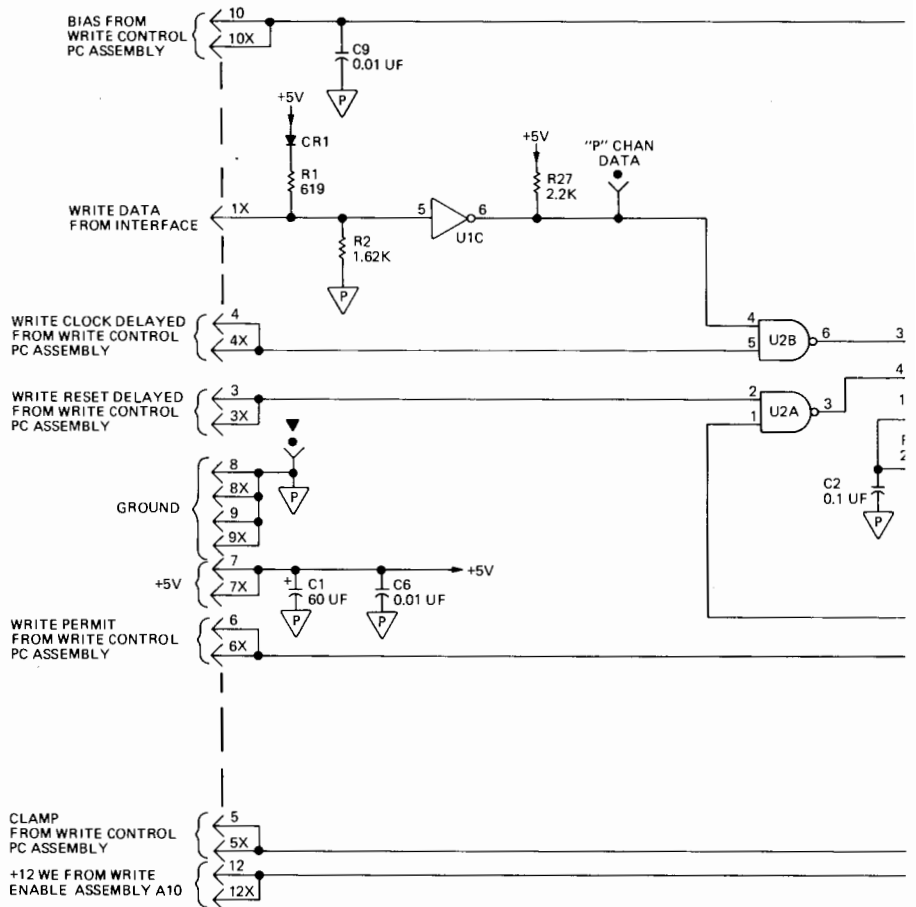 BIAS FROM
WRITE CONTROL
PC ASSEMBLY
10
10X
C9
0.01 UF
P
+5V
CR1
R1
619
+5V
R27
2.2K
"P" CHAN
DATA
WRITE DATA
FROM INTERFACE
1X
5
6
U1C
R2
1.62K
P
WRITE CLOCK DELAYED
FROM WRITE CONTROL
PC ASSEMBLY
4
4X
4
5
U2B
6
3
WRITE RESET DELAYED
FROM WRITE CONTROL
PC ASSEMBLY
3
3X
2
1
U2A
3
4
1
2
C2
0.1 UF
P
GROUND
8
8X
9
9X
P
+5V
7
7X
+
C1
60 UF
P
C6
0.01 UF
P
+5V
WRITE PERMIT
FROM WRITE CONTROL
PC ASSEMBLY
6
6X
CLAMP
FROM WRITE CONTROL
PC ASSEMBLY
5
5X
+12 WE FROM WRITE
ENABLE ASSEMBLY A10
12
12X